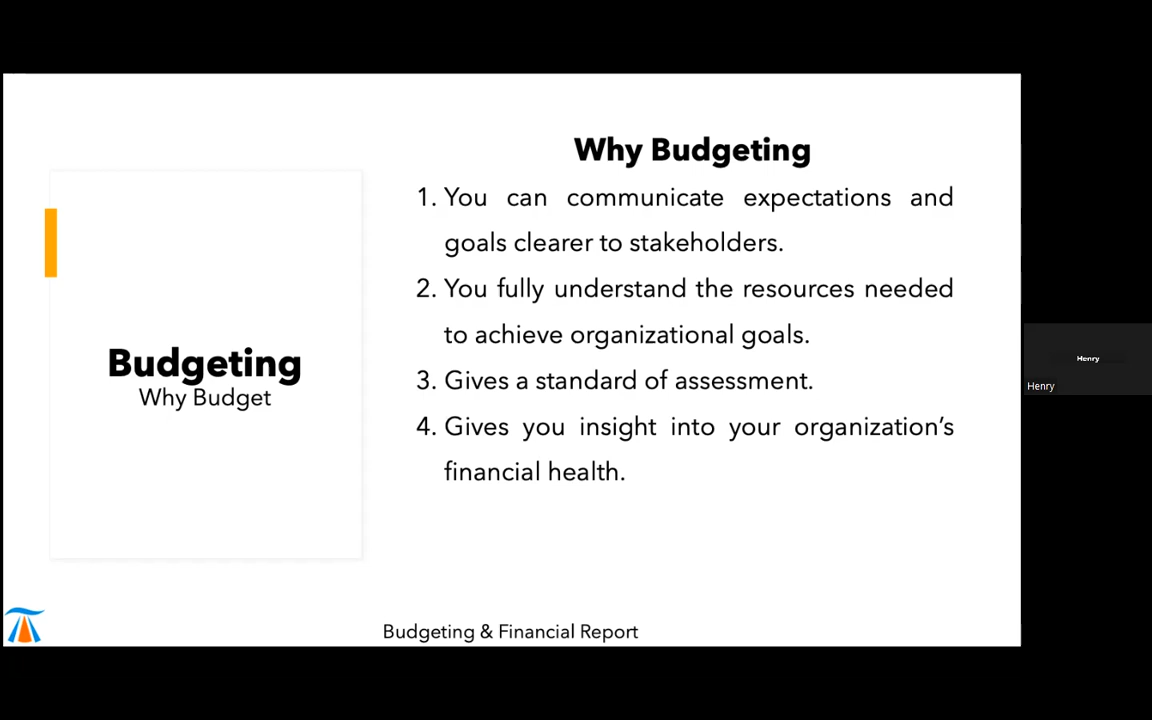 Why Budgeting
1. You can communicate expectations and
goals clearer to stakeholders.
2. You fully understand the resources needed
to achieve organizational goals.
3. Gives a standard of assessment.
4. Gives you insight into your organization’s
financial health.
Budgeting
Why Budget
Budgeting & Financial Report
Henry
Henry